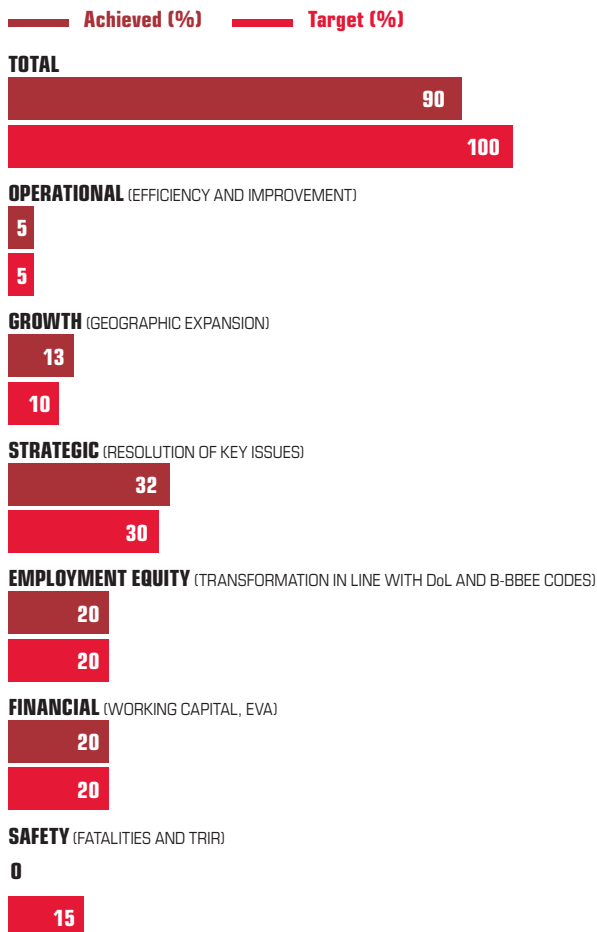 Achieved (%) Target (%)
TOTAL
90
100
OPERATIONAL (EFFICIENCY AND IMPROVEMENT)
5
5
GROWTH (GEOGRAPHIC EXPANSION)
13
10
STRATEGIC (RESOLUTION OF KEY ISSUES)
32
30
EMPLOYMENT EQUITY (TRANSFORMATION IN LINE WITH DoL AND B-BBEE CODES)
20
20
FINANCIAL (WORKING CAPITAL, EVA)
20
20
SAFETY (FATALITIES AND TRIR)
0
15